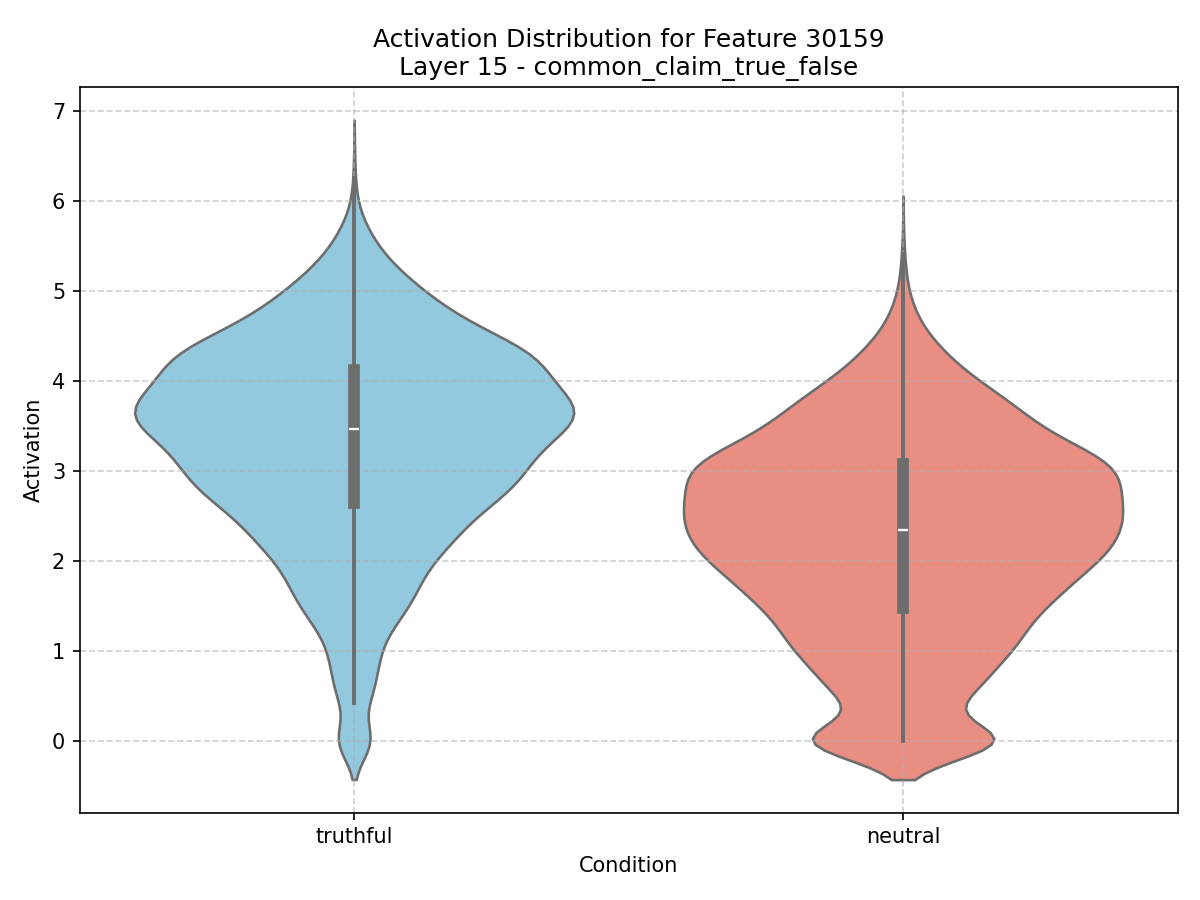 Activation Distribution for Feature 30159
Layer 15 - common_claim_true_false
7
6
5
4
3
2
1
0
Activation
truthful
neutral
Condition